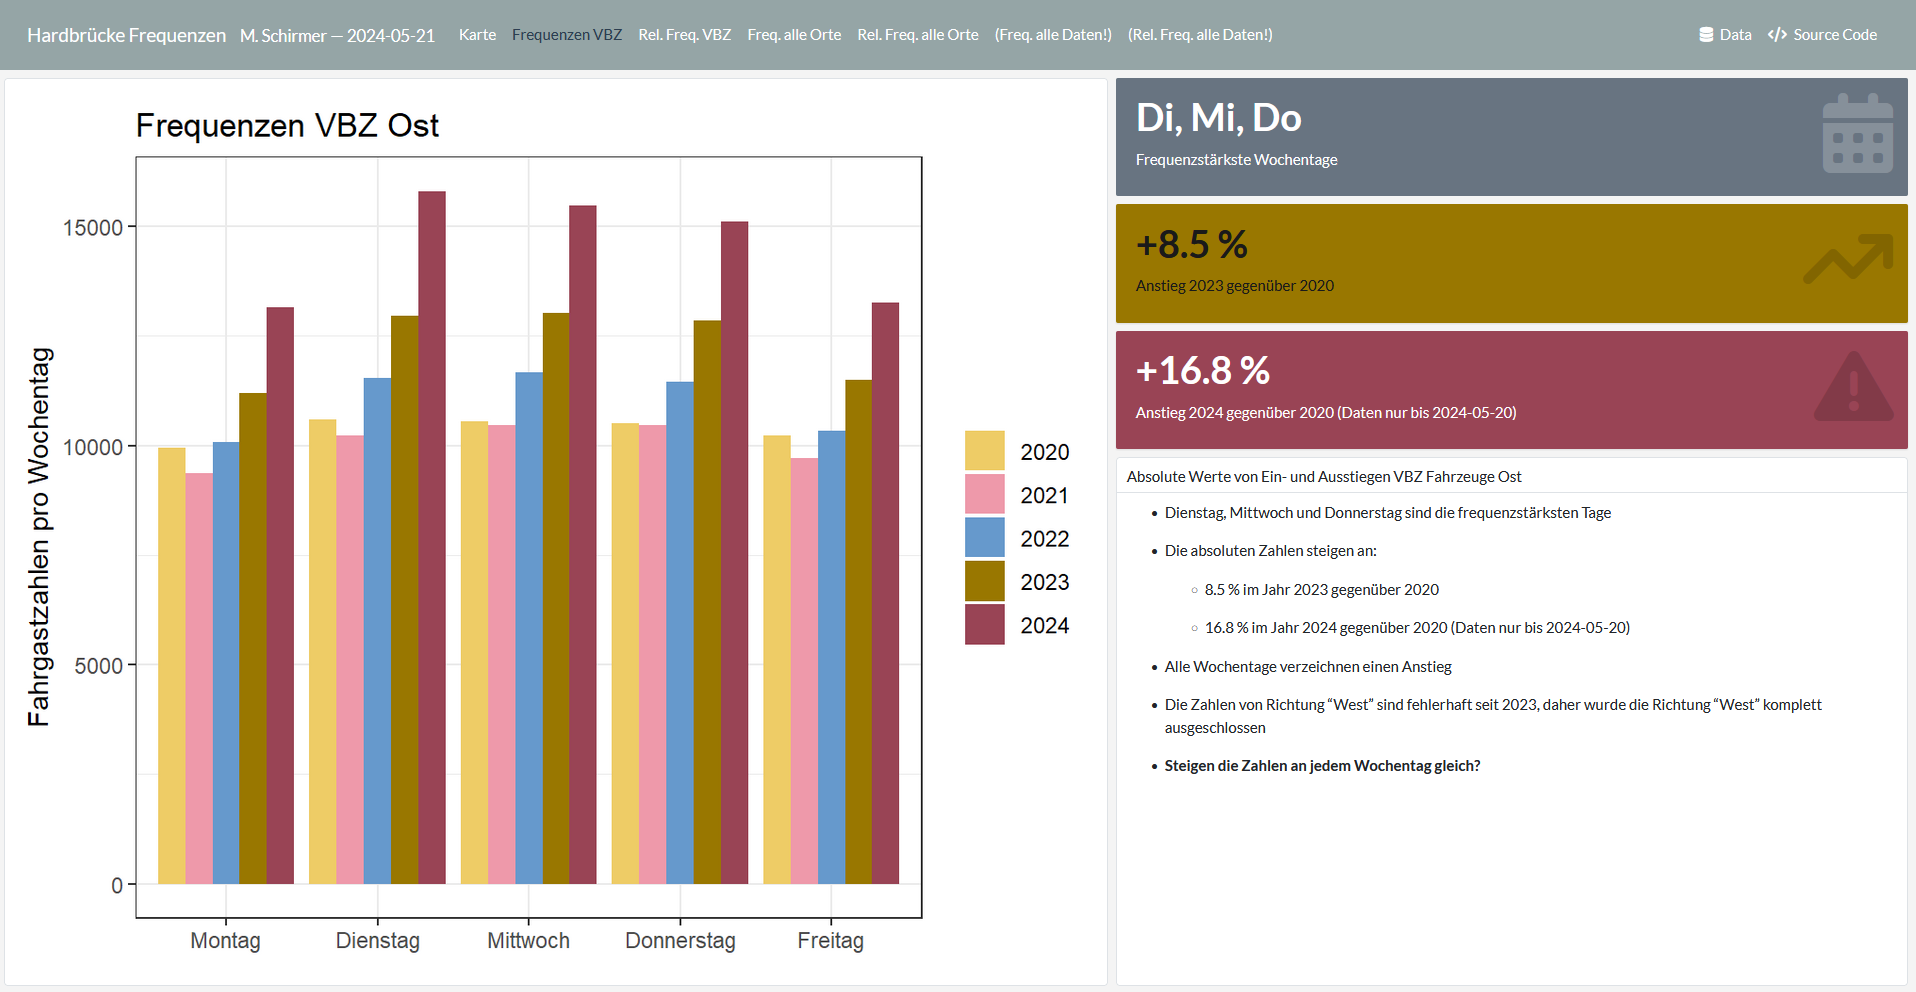 Hardbrücke Frequenzen M. Schirmer — 2024-05-21 Karte Frequenzen VBZ Rel. Freq. VBZ Freq. alle Orte Rel. Freq. alle Orte (Freq. alle Daten!) (Rel. Freq. alle Daten!) Data Source Code
Frequenzen VBZ Ost
Fahrgastzahlen pro Wochentag
15000
10000
5000
0
Montag Dienstag Mittwoch Donnerstag Freitag
2020
2021
2022
2023
2024
Di, Mi, Do
Frequenzstärkste Wochentage
+8.5 %
Anstieg 2023 gegenüber 2020
+16.8 %
Anstieg 2024 gegenüber 2020 (Daten nur bis 2024-05-20)
Absolute Werte von Ein- und Ausstiegen VBZ Fahrzeuge Ost
• Dienstag, Mittwoch und Donnerstag sind die frequenzstärksten Tage
• Die absoluten Zahlen steigen an:
◦ 8.5 % im Jahr 2023 gegenüber 2020
◦ 16.8 % im Jahr 2024 gegenüber 2020 (Daten nur bis 2024-05-20)
• Alle Wochentage verzeichnen einen Anstieg
• Die Zahlen von Richtung “West” sind fehlerhaft seit 2023, daher wurde die Richtung “West” komplett
ausgeschlossen
• Steigen die Zahlen an jedem Wochentag gleich?